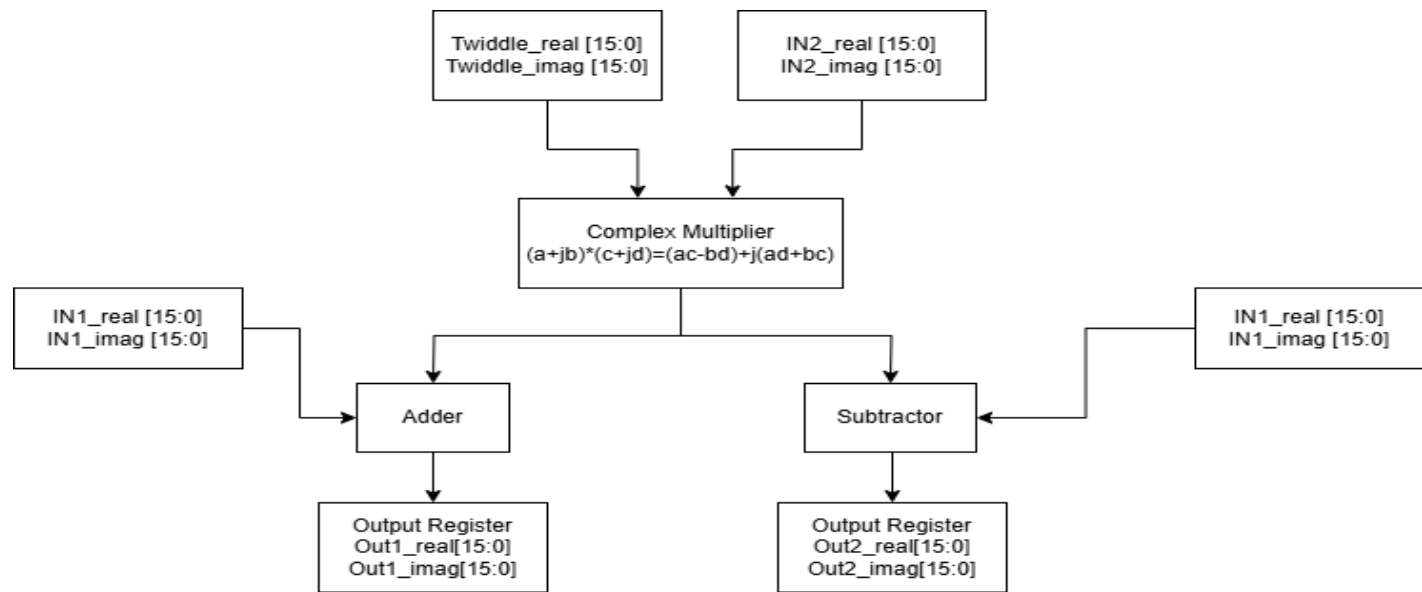 Twiddle_real [15:0]
Twiddle_imag [15:0]
IN2_real [15:0]
IN2_imag [15:0]
Complex Multiplier
(a+jb)*(c+jd)=(ac-bd)+j(ad+bc)
IN1_real [15:0]
IN1_imag [15:0]
IN1_real [15:0]
IN1_imag [15:0]
Adder
Subtractor
Output Register
Out1_real[15:0]
Out1_imag[15:0]
Output Register
Out2_real[15:0]
Out2_imag[15:0]